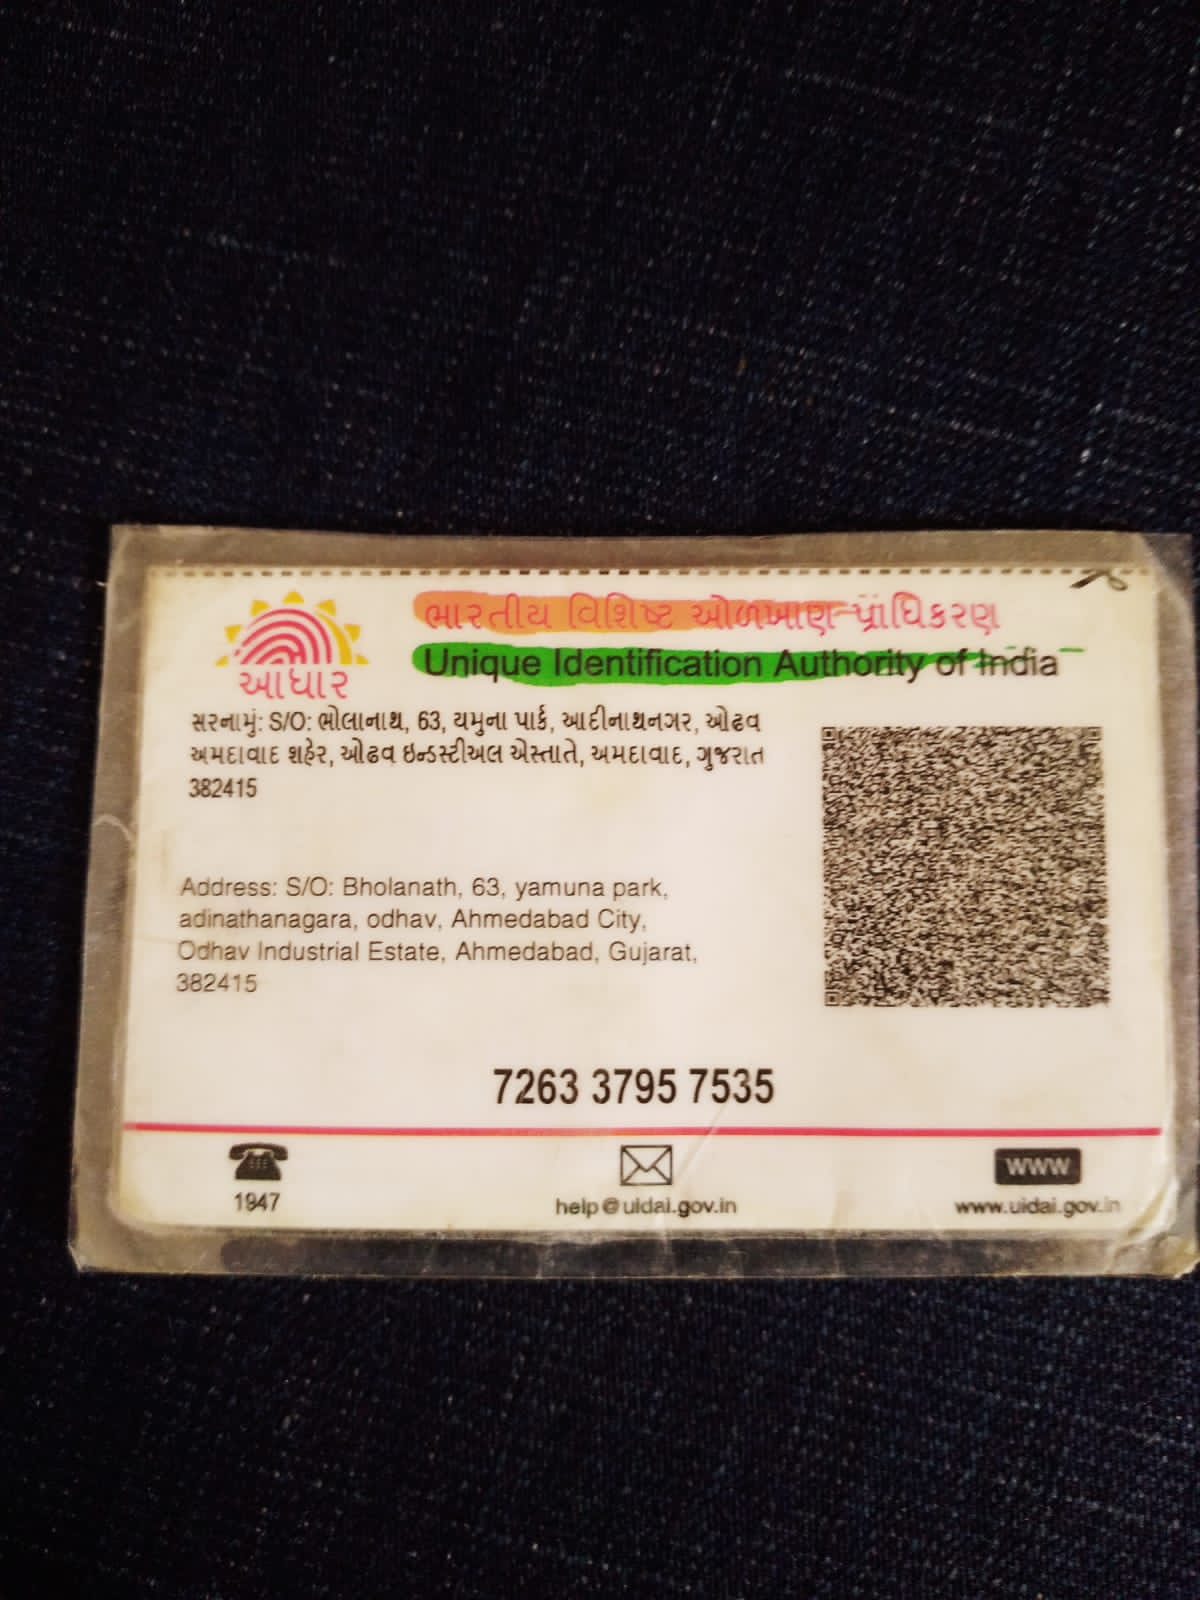 ભારતીય વિશિષ્ટ ઓળખાણ પ્રાધિકરણ
Unique Identification Authority of India
આધાર
સરનામું: S/O: ભોલાનાથ, 63, યમુના પાર્ક, આદીનાથનગર, ઓઢવ
અમદાવાદ શહેર, ઓઢવ ઇન્ડસ્ટીઅલ એસ્તાતે, અમદાવાદ, ગુજરાત
382415
Address: S/O: Bholanath, 63, yamuna park,
adinathanagara, odhav, Ahmedabad City,
Odhav Industrial Estate, Ahmedabad, Gujarat,
382415
7263 3795 7535
WWW
1947
help@uidai.gov.in
www.uidai.gov.in